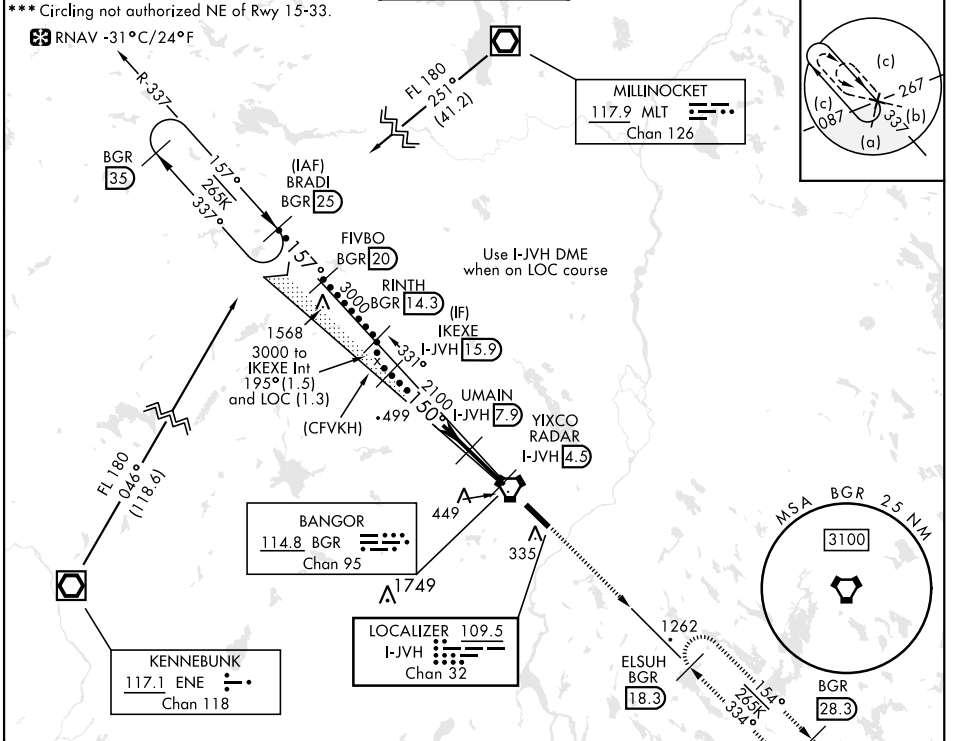 *** Circling not authorized NE of Rwy 15-33.
RNAV -31°C/24°F
R-337
FL 180
251°
(41.2)
MILLINOCKET
117.9 MLT
Chan 126
(c)
267
(c)
087
337
(b)
(a)
BGR
35
157°
265K
337°
(IAF)
BRADI
BGR 25
157°
FIVBO
BGR 20
Use I-JVH DME
when on LOC course
3000
RINTH
BGR 14.3
(IF)
IKEXE
I-JVH 15.9
1568
331°
3000 to
IKEXE Int
195° (1.5)
and LOC (1.3)
2100
150°
(CFVKH)
499
UMAIN
I-JVH 7.9
YIXCO
RADAR
I-JVH 4.5
FL 180
046°
(118.6)
449
BANGOR
114.8 BGR
Chan 95
335
MSA BGR 25 NM
3100
1749
LOCALIZER 109.5
I-JVH
Chan 32
1262
KENNEBUNK
117.1 ENE
Chan 118
ELSUH
BGR
18.3
154°
265K
334°
BGR
28.3